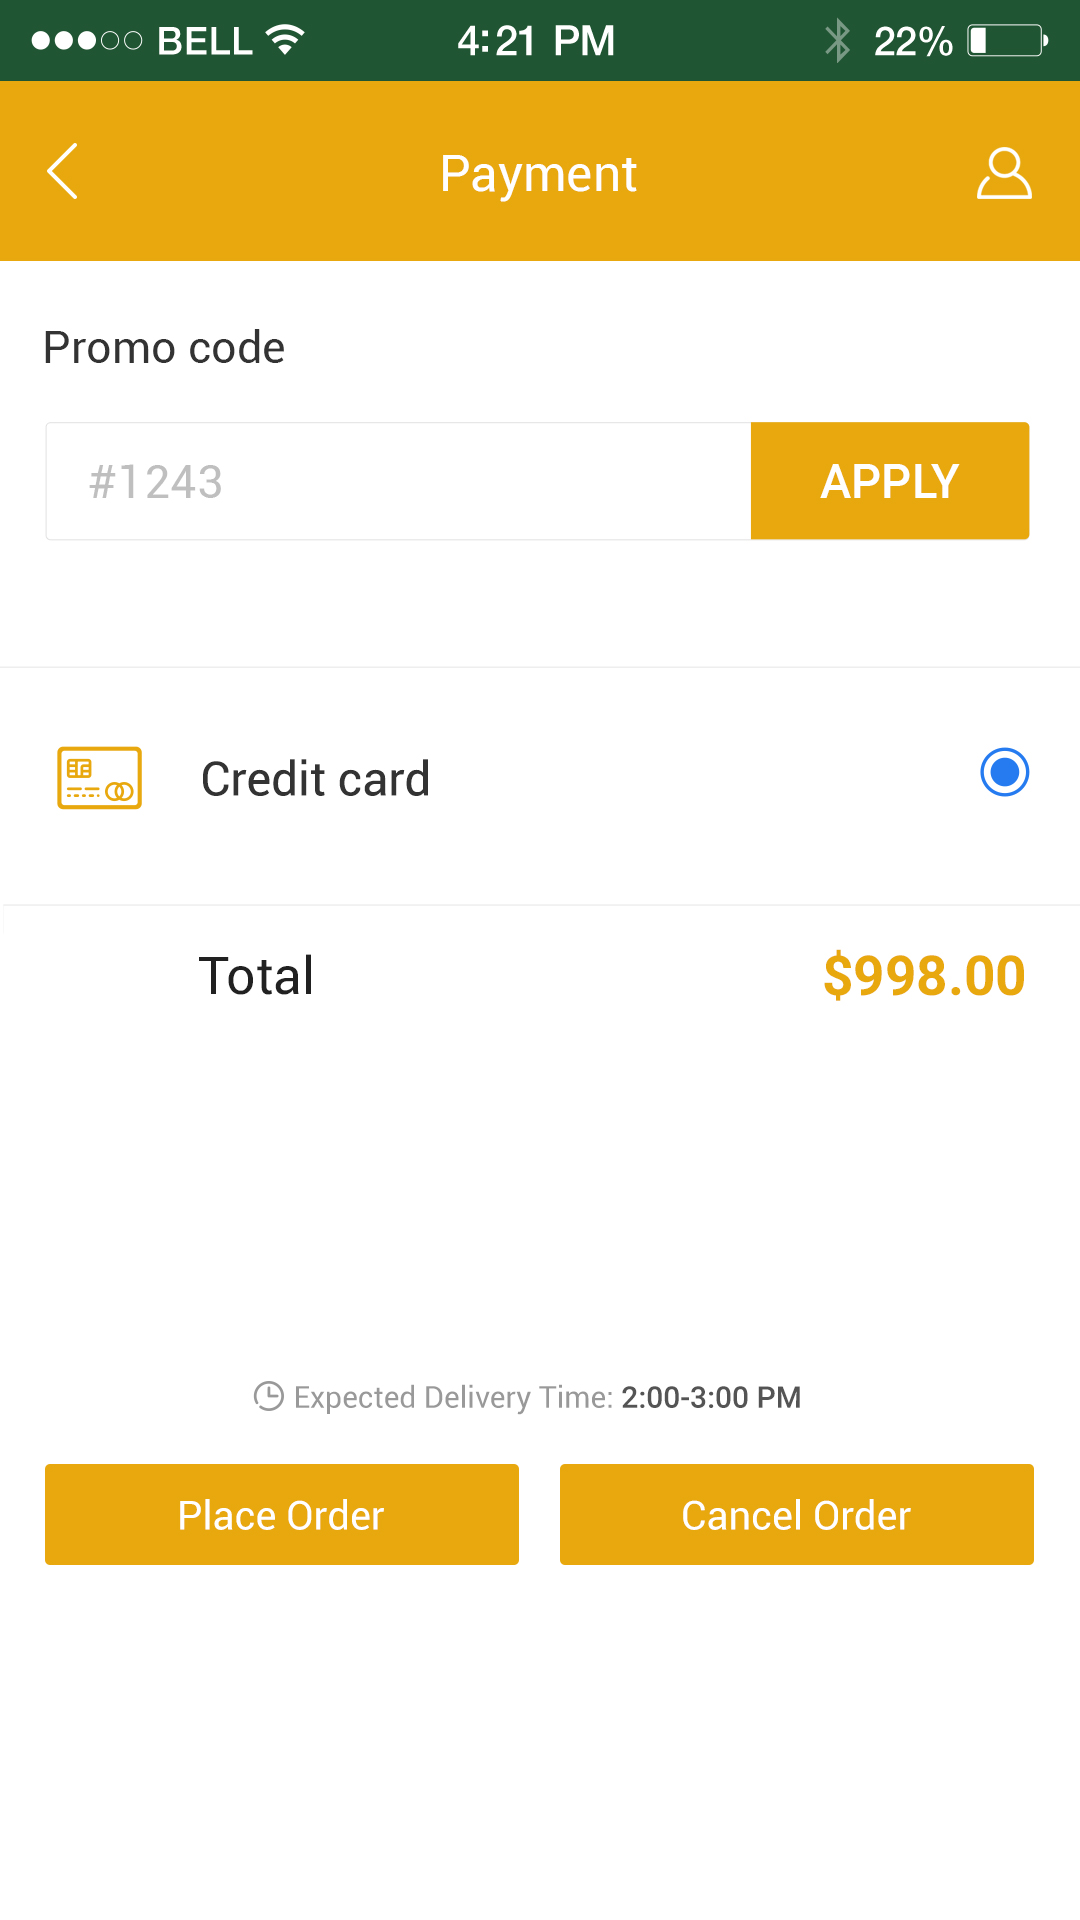 BELL 4:21 PM 22%
Payment
Promo code
#1243 APPLY
Credit card
Total $998.00
Expected Delivery Time: 2:00-3:00 PM
Place Order Cancel Order